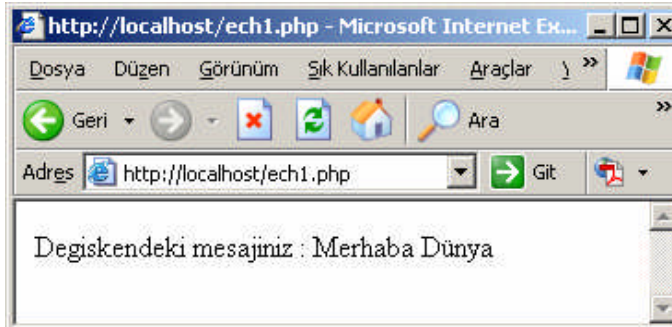 http://localhost/ech1.php - Microsoft Internet Ex...
Dosya Düzen Görünüm Sık Kullanılanlar Araçlar »
Geri Ara »
Adres http://localhost/ech1.php Git
Degiskendeki mesajiniz : Merhaba Dünya